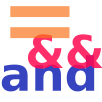 =
&&
and